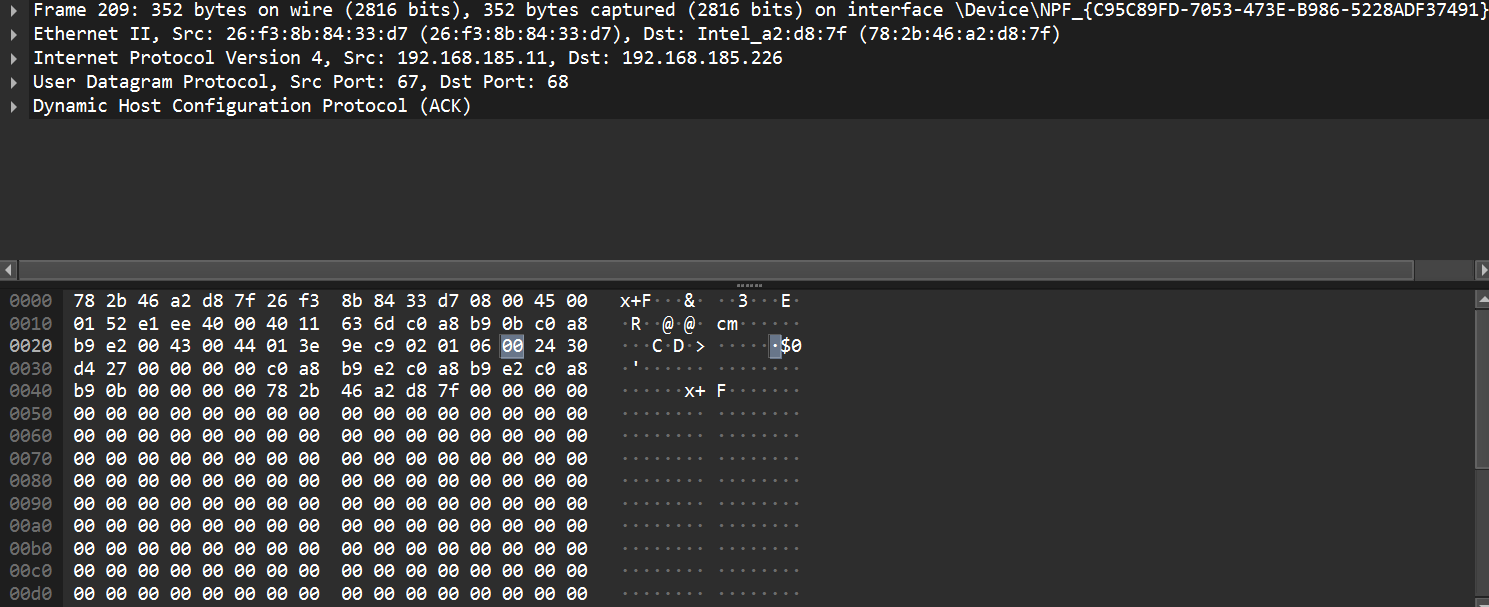 Frame 209: 352 bytes on wire (2816 bits), 352 bytes captured (2816 bits) on interface \Device\NPF_{C95C89FD-7053-473E-B986-5228ADF37491}
Ethernet II, Src: 26:f3:8b:84:33:d7 (26:f3:8b:84:33:d7), Dst: Intel_a2:d8:7f (78:2b:46:a2:d8:7f)
Internet Protocol Version 4, Src: 192.168.185.11, Dst: 192.168.185.226
User Datagram Protocol, Src Port: 67, Dst Port: 68
Dynamic Host Configuration Protocol (ACK)
0000 78 2b 46 a2 d8 7f 26 f3 8b 84 33 d7 08 00 45 00 x+F···&· ··3···E·
0010 01 52 e1 ee 40 00 40 11 63 6d c0 a8 b9 0b c0 a8 ·R··@·@· cm······
0020 b9 e2 00 43 00 44 01 3e 9e c9 02 01 06 00 24 30 ···C·D·> ·····​·$0
0030 d4 27 00 00 00 00 c0 a8 b9 e2 c0 a8 b9 e2 c0 a8 ·'······ ········
0040 b9 0b 00 00 00 00 78 2b 46 a2 d8 7f 00 00 00 00 ······x+ F·······
0050 00 00 00 00 00 00 00 00 00 00 00 00 00 00 00 00 ········ ········
0060 00 00 00 00 00 00 00 00 00 00 00 00 00 00 00 00 ········ ········
0070 00 00 00 00 00 00 00 00 00 00 00 00 00 00 00 00 ········ ········
0080 00 00 00 00 00 00 00 00 00 00 00 00 00 00 00 00 ········ ········
0090 00 00 00 00 00 00 00 00 00 00 00 00 00 00 00 00 ········ ········
00a0 00 00 00 00 00 00 00 00 00 00 00 00 00 00 00 00 ········ ········
00b0 00 00 00 00 00 00 00 00 00 00 00 00 00 00 00 00 ········ ········
00c0 00 00 00 00 00 00 00 00 00 00 00 00 00 00 00 00 ········ ········
00d0 00 00 00 00 00 00 00 00 00 00 00 00 00 00 00 00 ········ ········